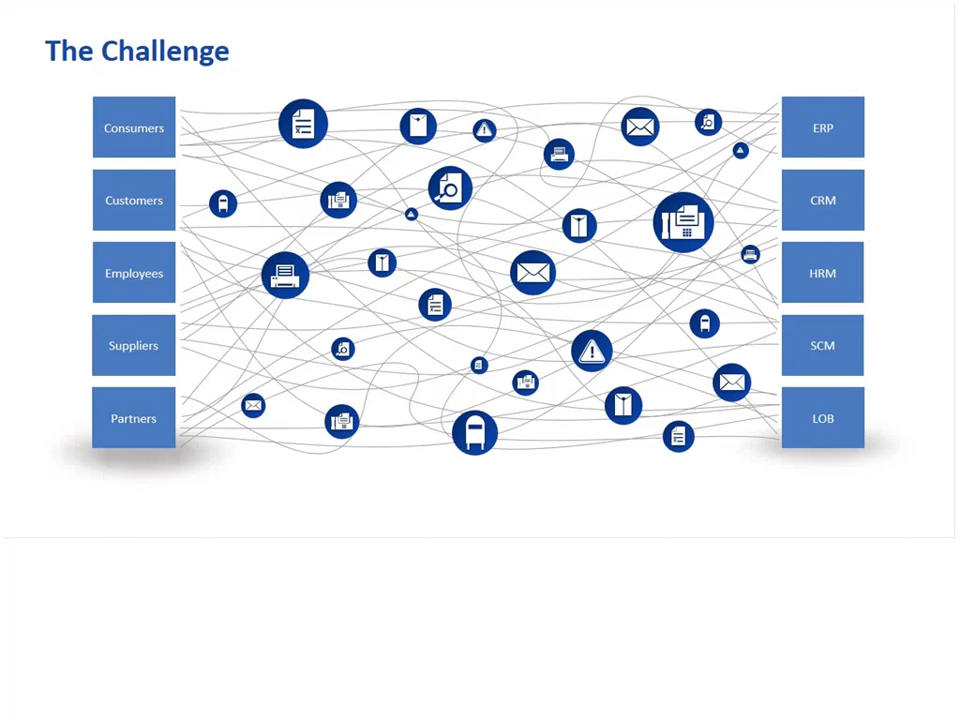 The Challenge
Consumers
ERP
Customers
CRM
Employees
HRM
Suppliers
SCM
Partners
LOB